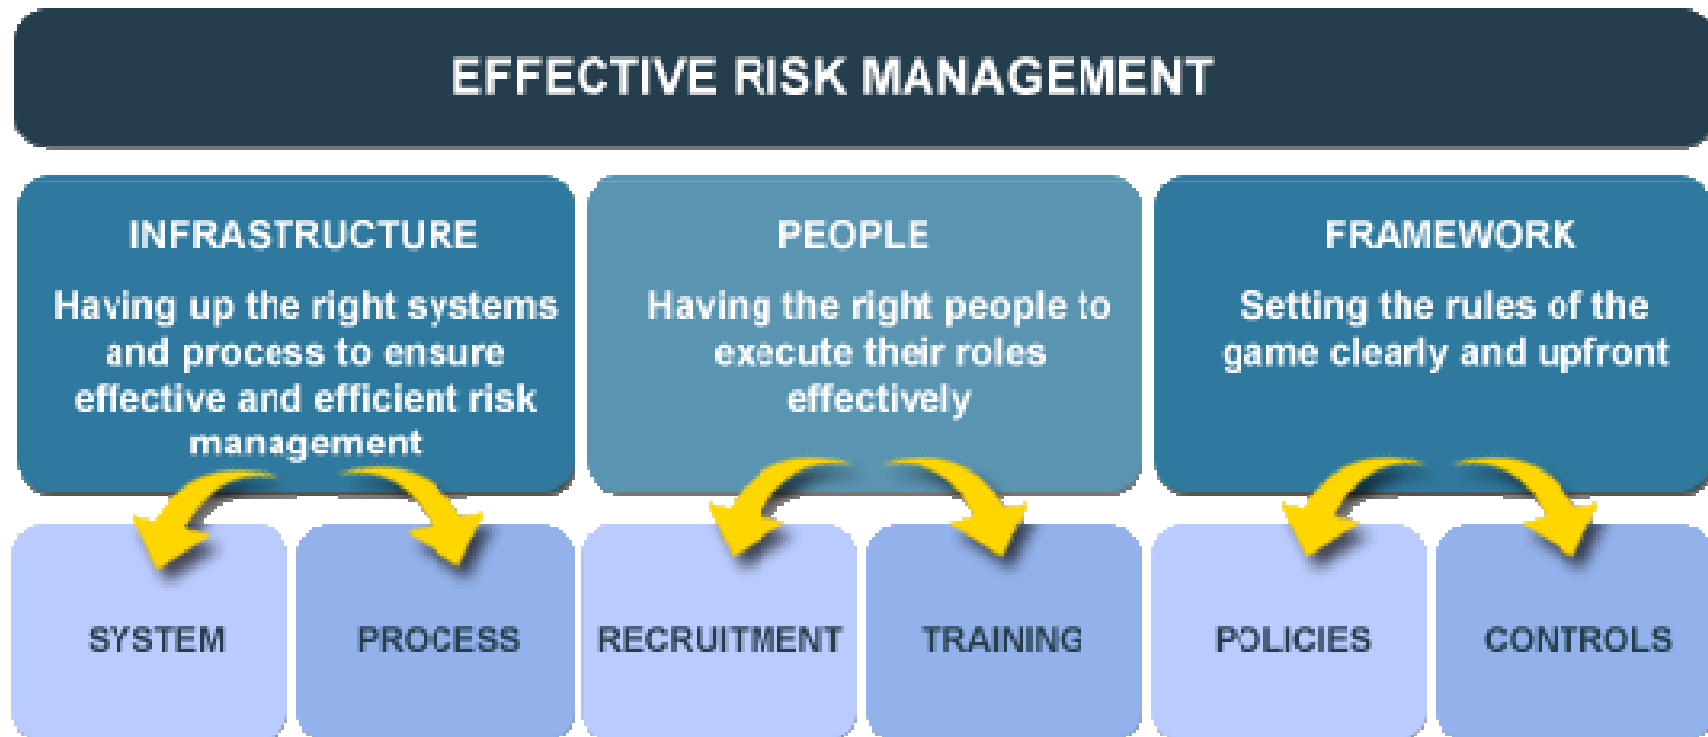 EFFECTIVE RISK MANAGEMENT
INFRASTRUCTURE
Having up the right systems
and process to ensure
effective and efficient risk
management
PEOPLE
Having the right people to
execute their roles
effectively
FRAMEWORK
Setting the rules of the
game clearly and upfront
SYSTEM
PROCESS
RECRUITMENT
TRAINING
POLICIES
CONTROLS